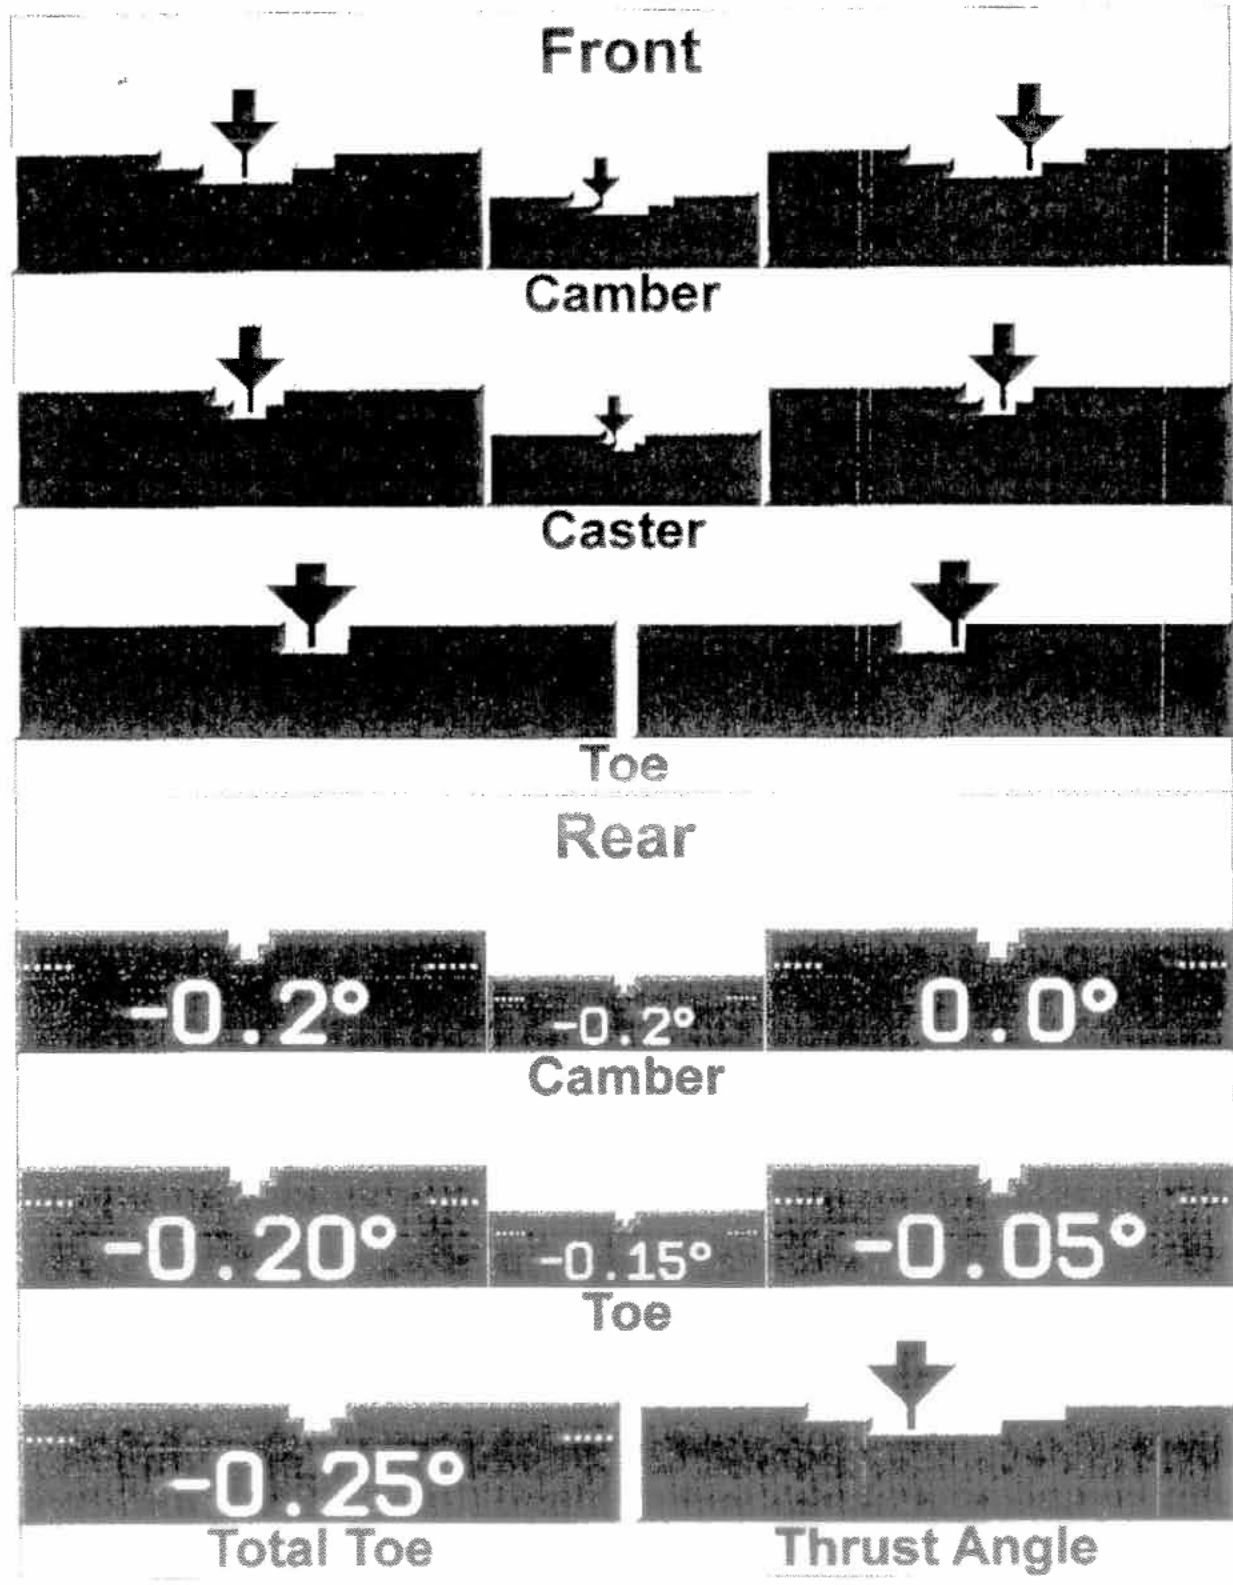 Front
Camber
Caster
Toe
Rear
-0.2° -0.2° 0.0°
Camber
-0.20° -0.15° -0.05°
Toe
-0.25°
Total Toe Thrust Angle